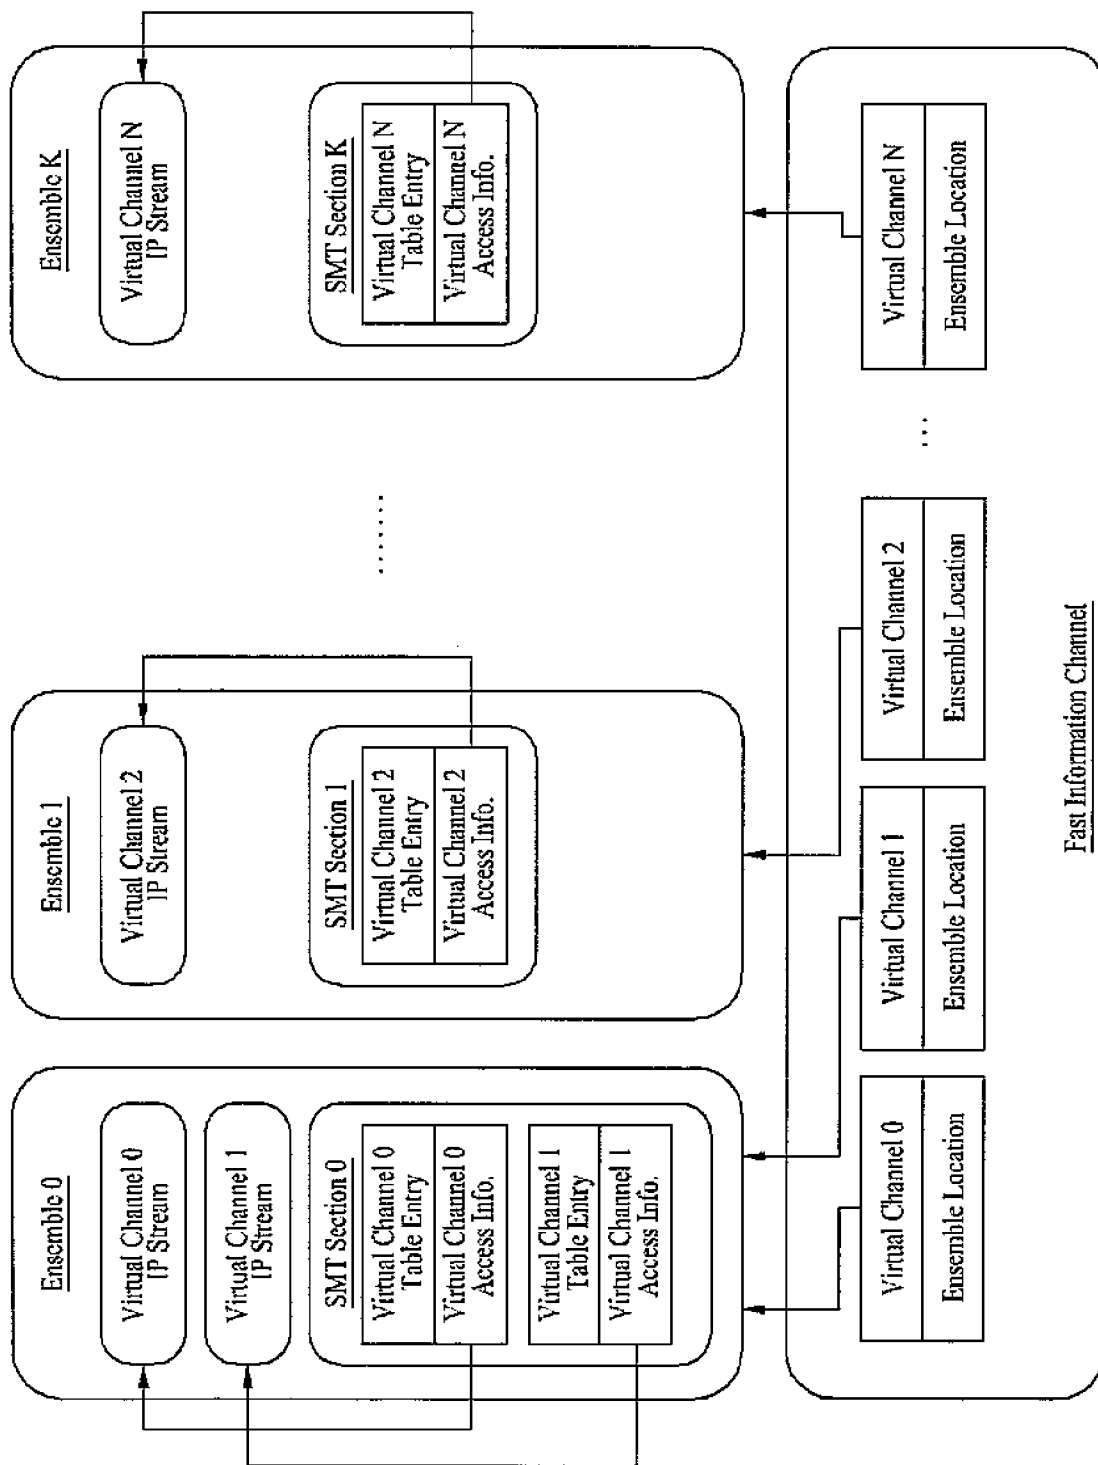 Ensemble 0
Virtual Channel 0
IP Stream
Virtual Channel 1
IP Stream
SMT Section 0
Virtual Channel 0
Table Entry
Virtual Channel 0
Access Info.
Virtual Channel 1
Table Entry
Virtual Channel 1
Access Info.
Ensemble 1
Virtual Channel 2
IP Stream
SMT Section 1
Virtual Channel 2
Table Entry
Virtual Channel 2
Access Info.
.......
Ensemble K
Virtual Channel N
IP Stream
SMT Section K
Virtual Channel N
Table Entry
Virtual Channel N
Access Info.
Virtual Channel 0
Ensemble Location
Virtual Channel 1
Ensemble Location
Virtual Channel 2
Ensemble Location
...
Virtual Channel N
Ensemble Location
Fast Information Channel